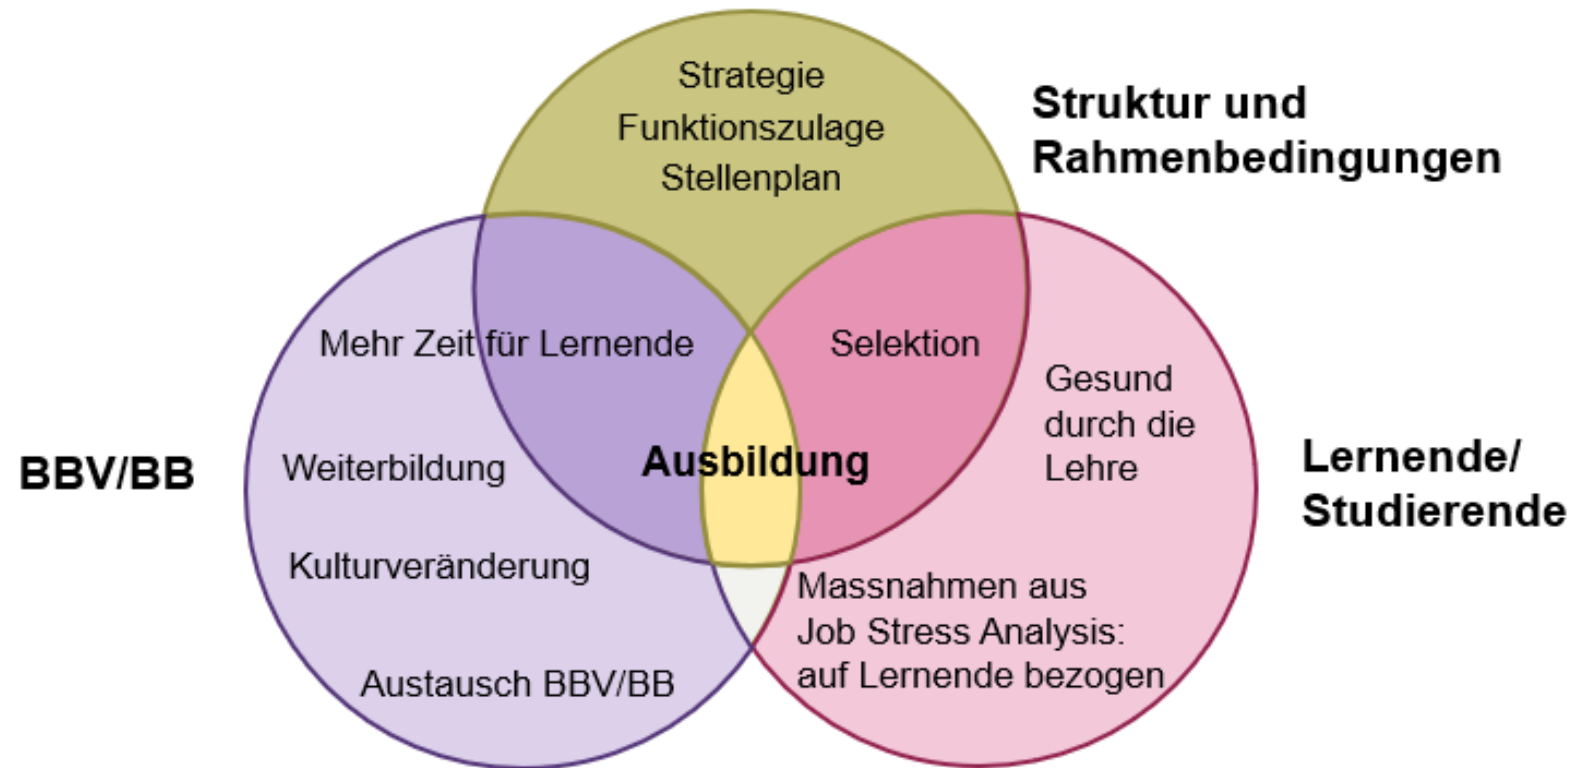 Strategie
Funktionszulage
Stellenplan
Struktur und
Rahmenbedingungen
Mehr Zeit für Lernende
Selektion
Gesund
durch die
Lehre
BBV/BB
Weiterbildung
Ausbildung
Lernende/
Studierende
Kulturveränderung
Massnahmen aus
Job Stress Analysis:
auf Lernende bezogen
Austausch BBV/BB